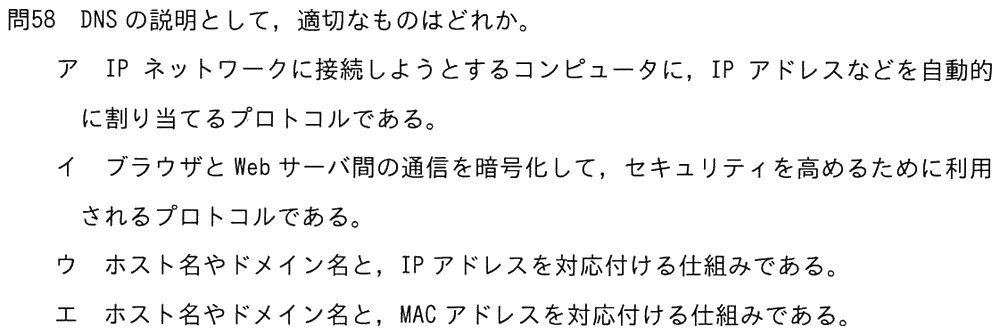 問58 DNS の説明として，適切なものはどれか。
ア IP ネットワークに接続しようとするコンピュータに，IP アドレスなどを自動的
に割り当てるプロトコルである。
イ ブラウザと Web サーバ間の通信を暗号化して，セキュリティを高めるために利用
されるプロトコルである。
ウ ホスト名やドメイン名と，IP アドレスを対応付ける仕組みである。
エ ホスト名やドメイン名と，MAC アドレスを対応付ける仕組みである。